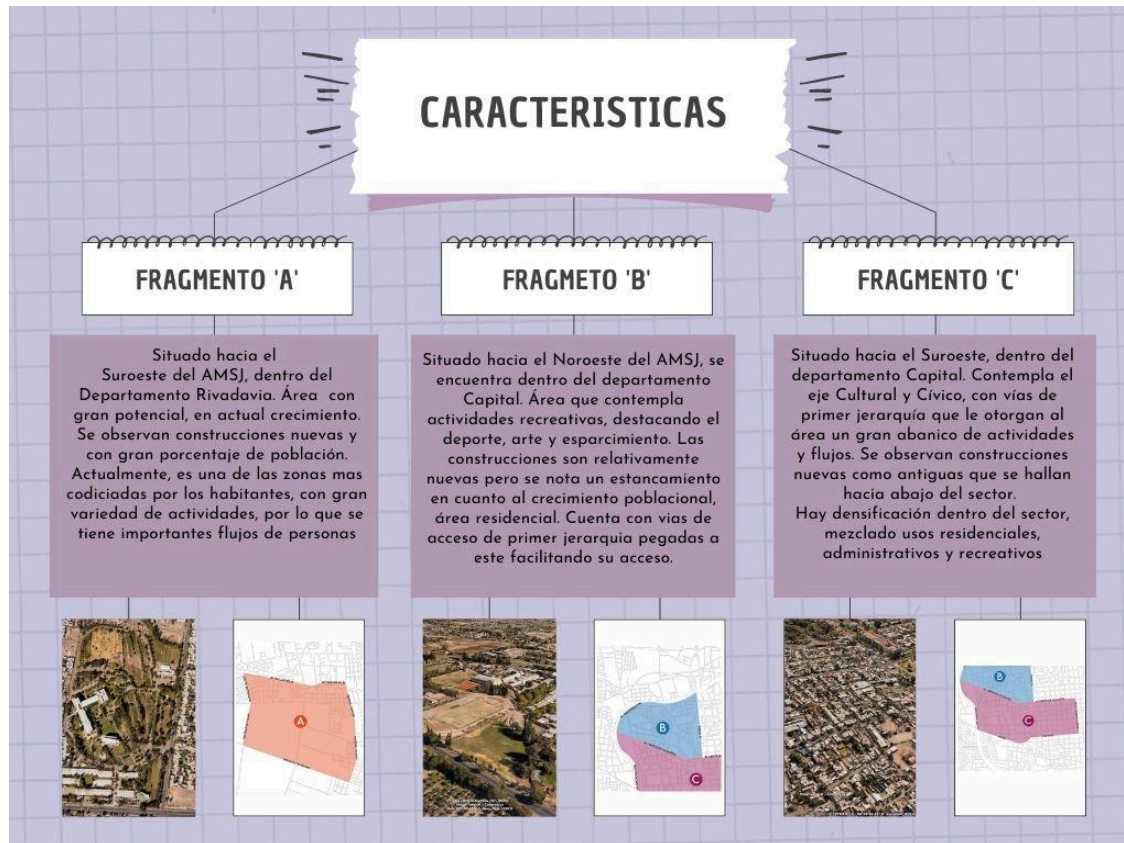 CARACTERISTICAS
FRAGMENTO 'A'
Situado hacia el
Suroeste del AMSJ, dentro del
Departamento Rivadavia. Área con
gran potencial, en actual crecimiento.
Se observan construcciones nuevas y
con gran porcentaje de población.
Actualmente, es una de las zonas mas
codiciadas por los habitantes, con gran
variedad de actividades, por lo que se
tiene importantes flujos de personas
A
FRAGMETO 'B'
Situado hacia el Noroeste del AMSJ, se
encuentra dentro del departamento
Capital. Área que contempla
actividades recreativas, destacando el
deporte, arte y esparcimiento. Las
construcciones son relativamente
nuevas pero se nota un estancamiento
en cuanto al crecimiento poblacional,
área residencial. Cuenta con vias de
acceso de primer jerarquia pegadas a
este facilitando su acceso.
B
C
FRAGMENTO 'C'
Situado hacia el Suroeste, dentro del
departamento Capital. Contempla el
eje Cultural y Cívico, con vías de
primer jerarquía que le otorgan al
área un gran abanico de actividades
y flujos. Se observan construcciones
nuevas como antiguas que se hallan
hacia abajo del sector.
Hay densificación dentro del sector,
mezclado usos residenciales,
administrativos y recreativos
B
C